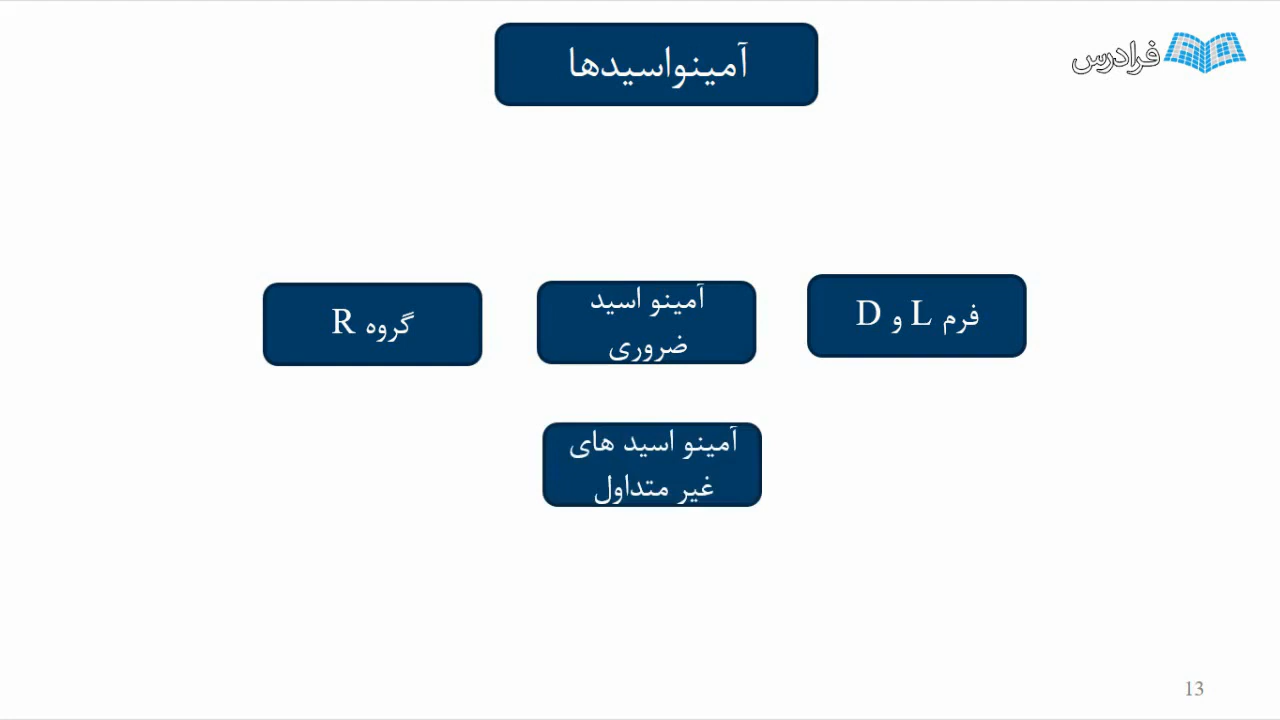 آمینواسیدها
فرادرس
فرم L و D
آمینو اسید
ضروری
گروه R
آمینو اسید های
غیر متداول
13